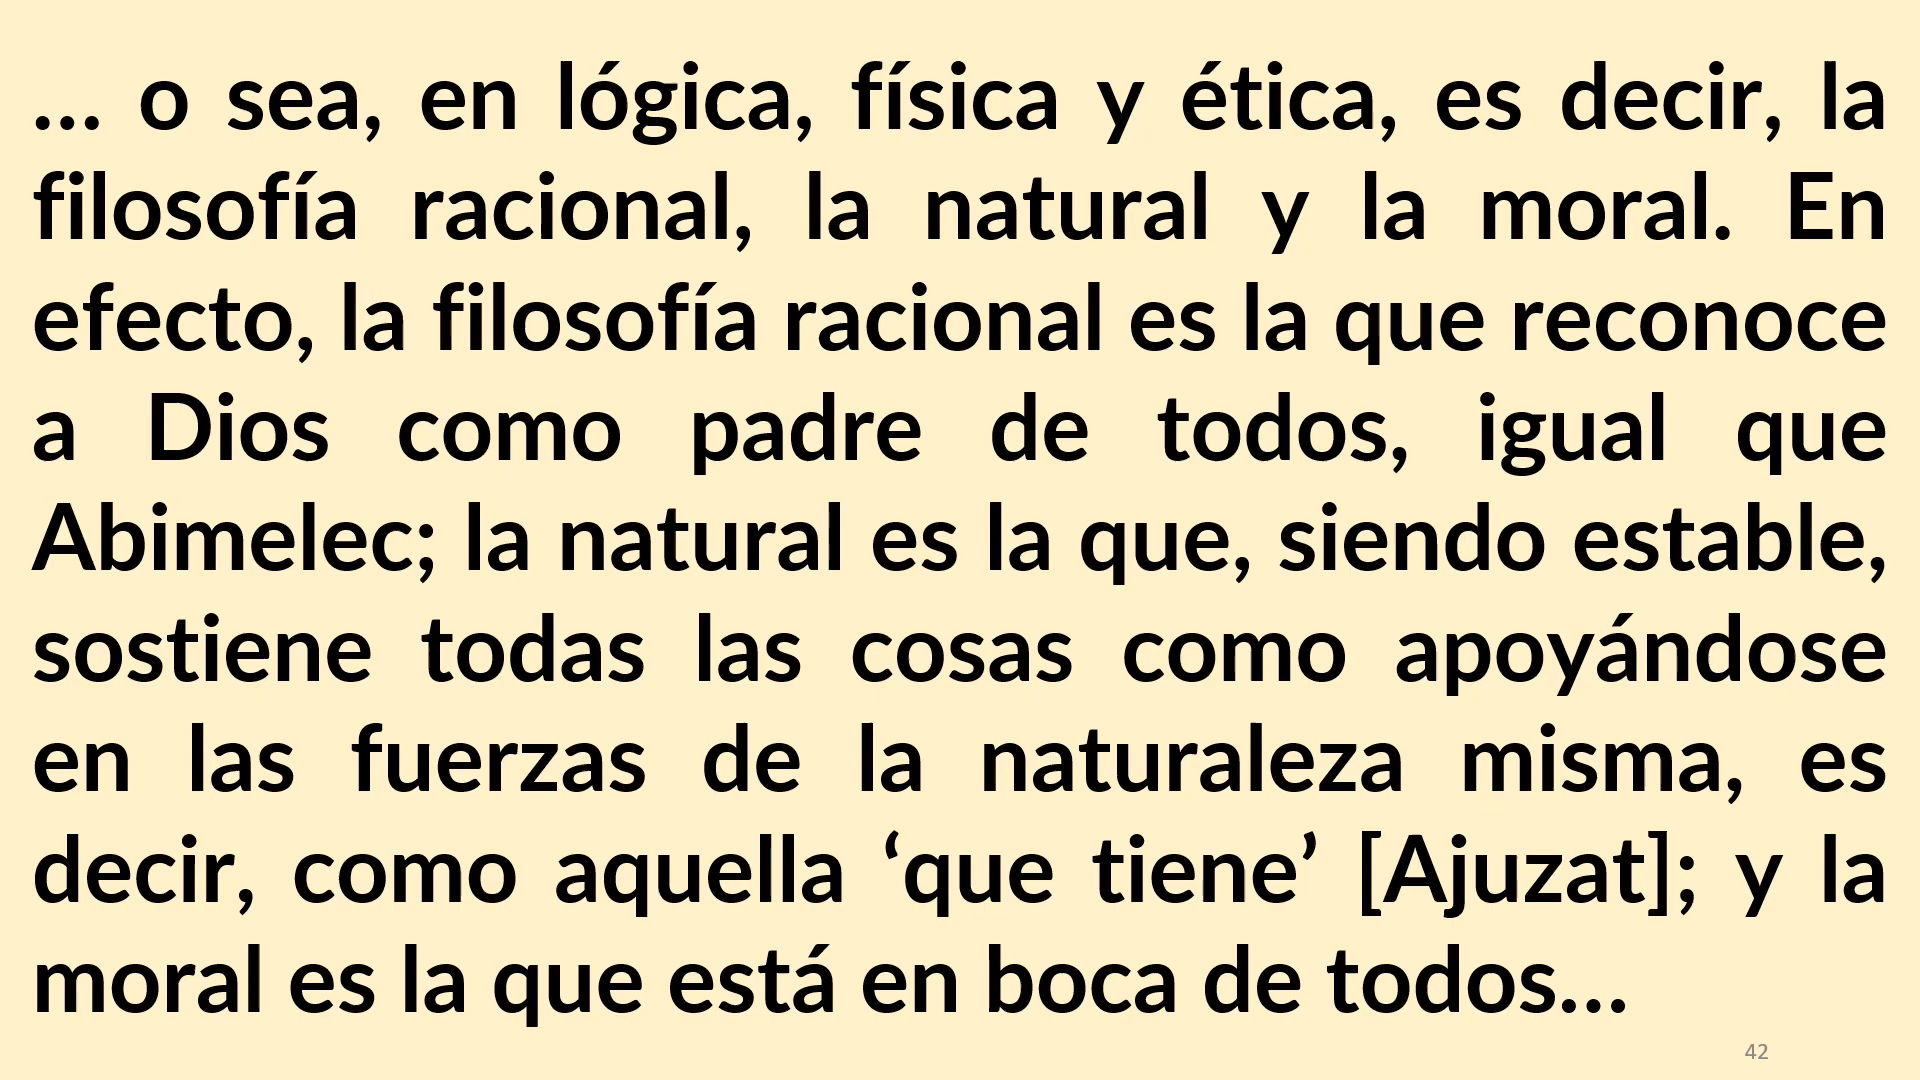 … o sea, en lógica, física y ética, es decir, la
filosofía racional, la natural y la moral. En
efecto, la filosofía racional es la que reconoce
a Dios como padre de todos, igual que
Abimelec; la natural es la que, siendo estable,
sostiene todas las cosas como apoyándose
en las fuerzas de la naturaleza misma, es
decir, como aquella ‘que tiene’ [Ajuzat]; y la
moral es la que está en boca de todos…
42